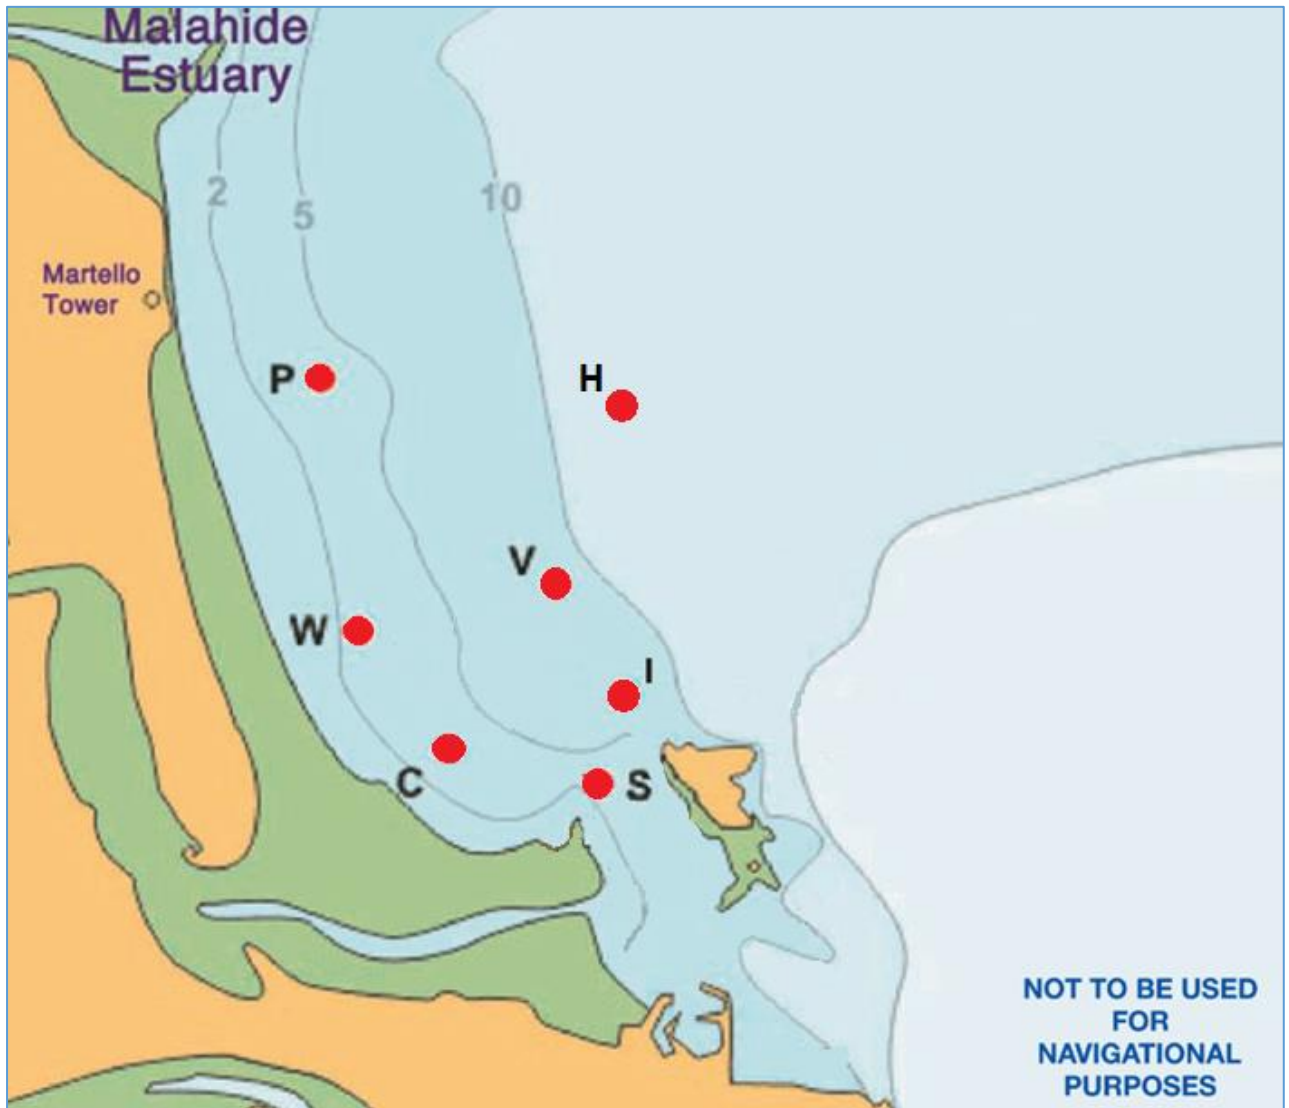 Malahide
Estuary
2
5
10
Martello
Tower
P
H
V
W
I
C
S
NOT TO BE USED
FOR
NAVIGATIONAL
PURPOSES